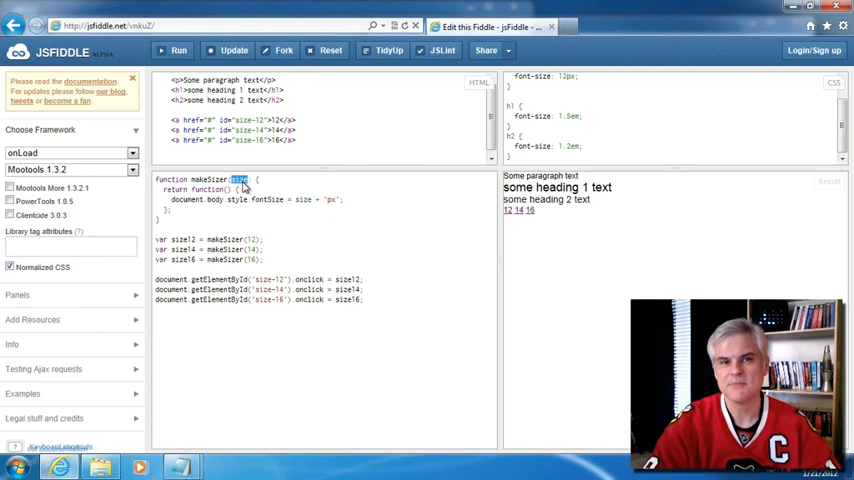 http://jsfiddle.net/vnkuZ/
Edit this Fiddle - jsFiddle - ...
JSFIDDLE ALPHA
Run
Update
Fork
Reset
TidyUp
JSLint
Share
Login/Sign up
Please read the documentation.
For updates please follow our blog,
tweets or become a fan.
Choose Framework
onLoad
Mootools 1.3.2
Mootools More 1.3.2.1
PowerTools 1.0.5
Clientcide 3.0.3
Library tag attributes (?)
Normalized CSS
Panels
Add Resources
Info
Testing Ajax requests
Examples
Legal stuff and credits
Keyboard shortcuts
<p>Some paragraph text</p>
<h1>some heading 1 text</h1>
<h2>some heading 2 text</h2>
<a href="#" id="size-12">12</a>
<a href="#" id="size-14">14</a>
<a href="#" id="size-16">16</a>
HTML
font-size: 12px;
}
h1 {
font-size: 1.5em;
}
h2 {
font-size: 1.2em;
}
CSS
function makeSizer(size) {
return function() {
document.body.style.fontSize = size + 'px';
};
}
var size12 = makeSizer(12);
var size14 = makeSizer(14);
var size16 = makeSizer(16);
document.getElementById('size-12').onclick = size12;
document.getElementById('size-14').onclick = size14;
document.getElementById('size-16').onclick = size16;
Some paragraph text
some heading 1 text
some heading 2 text
12 14 16
Result
C
1/21/2012